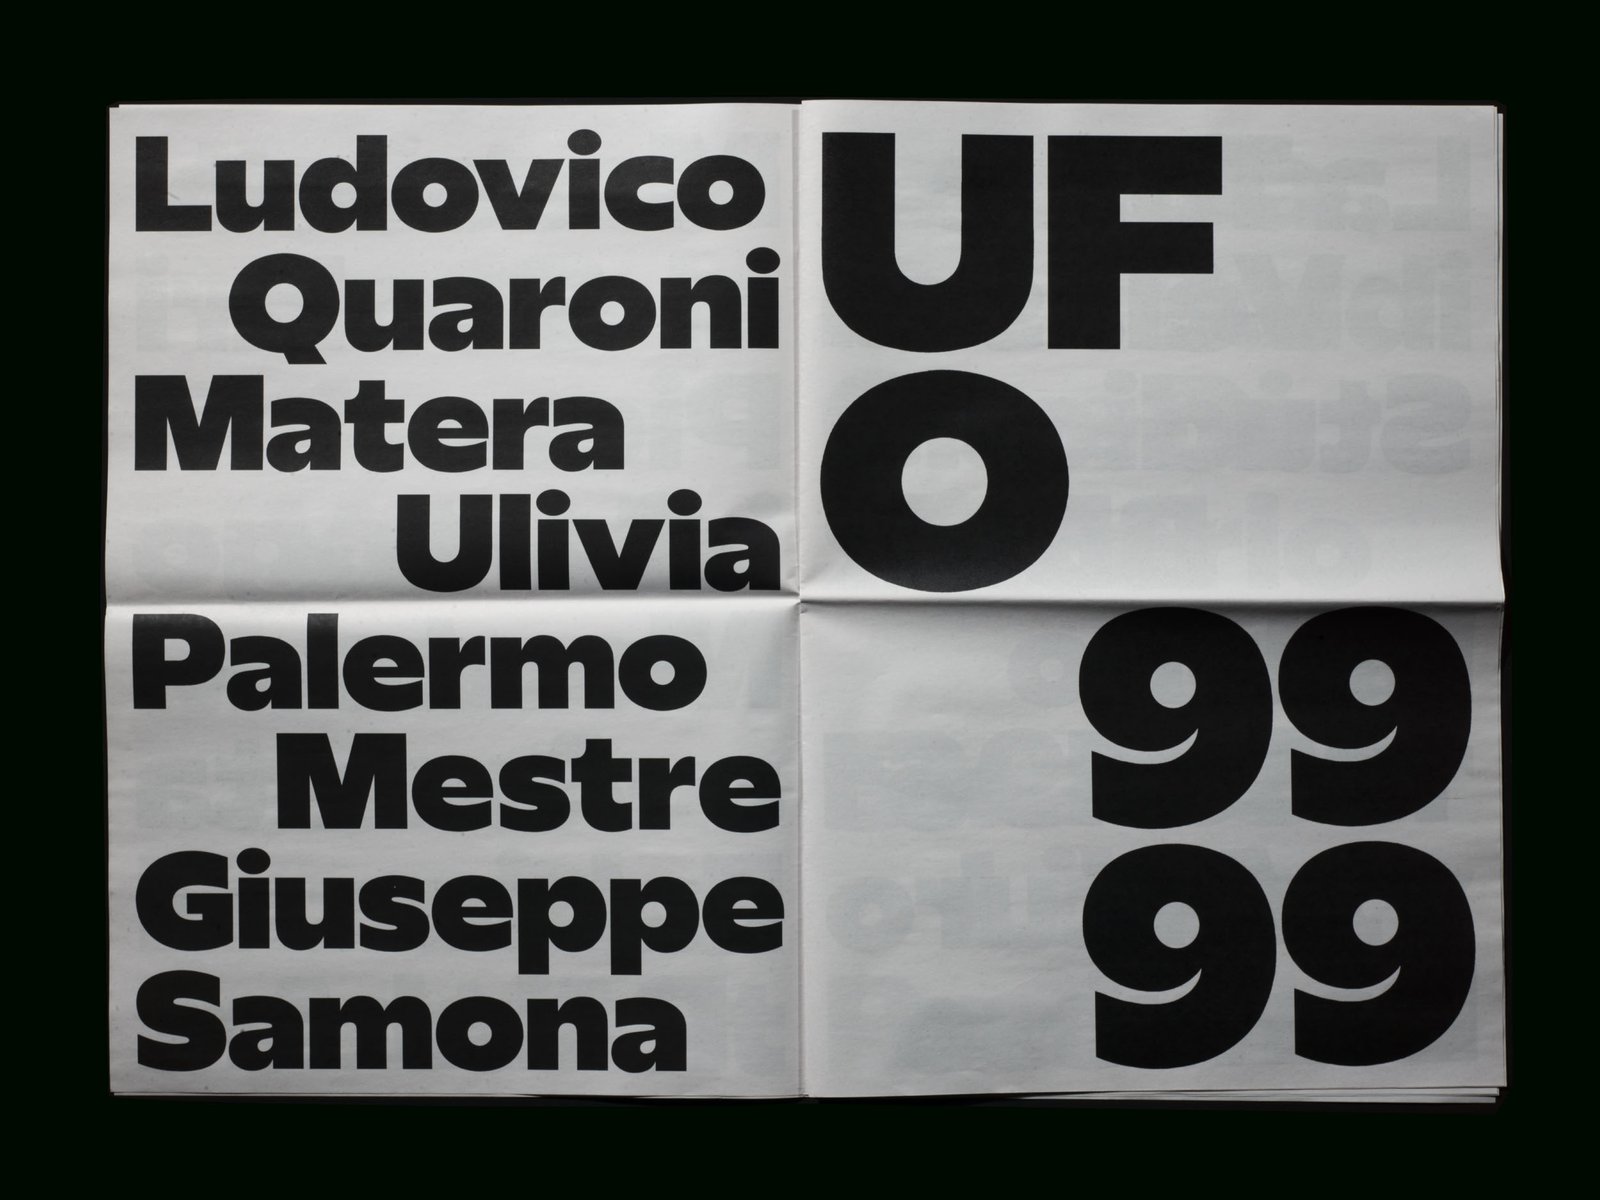 Ludovico
Quaroni
Matera
Ulivia
Palermo
Mestre
Giuseppe
Samona
UF
O
99
99